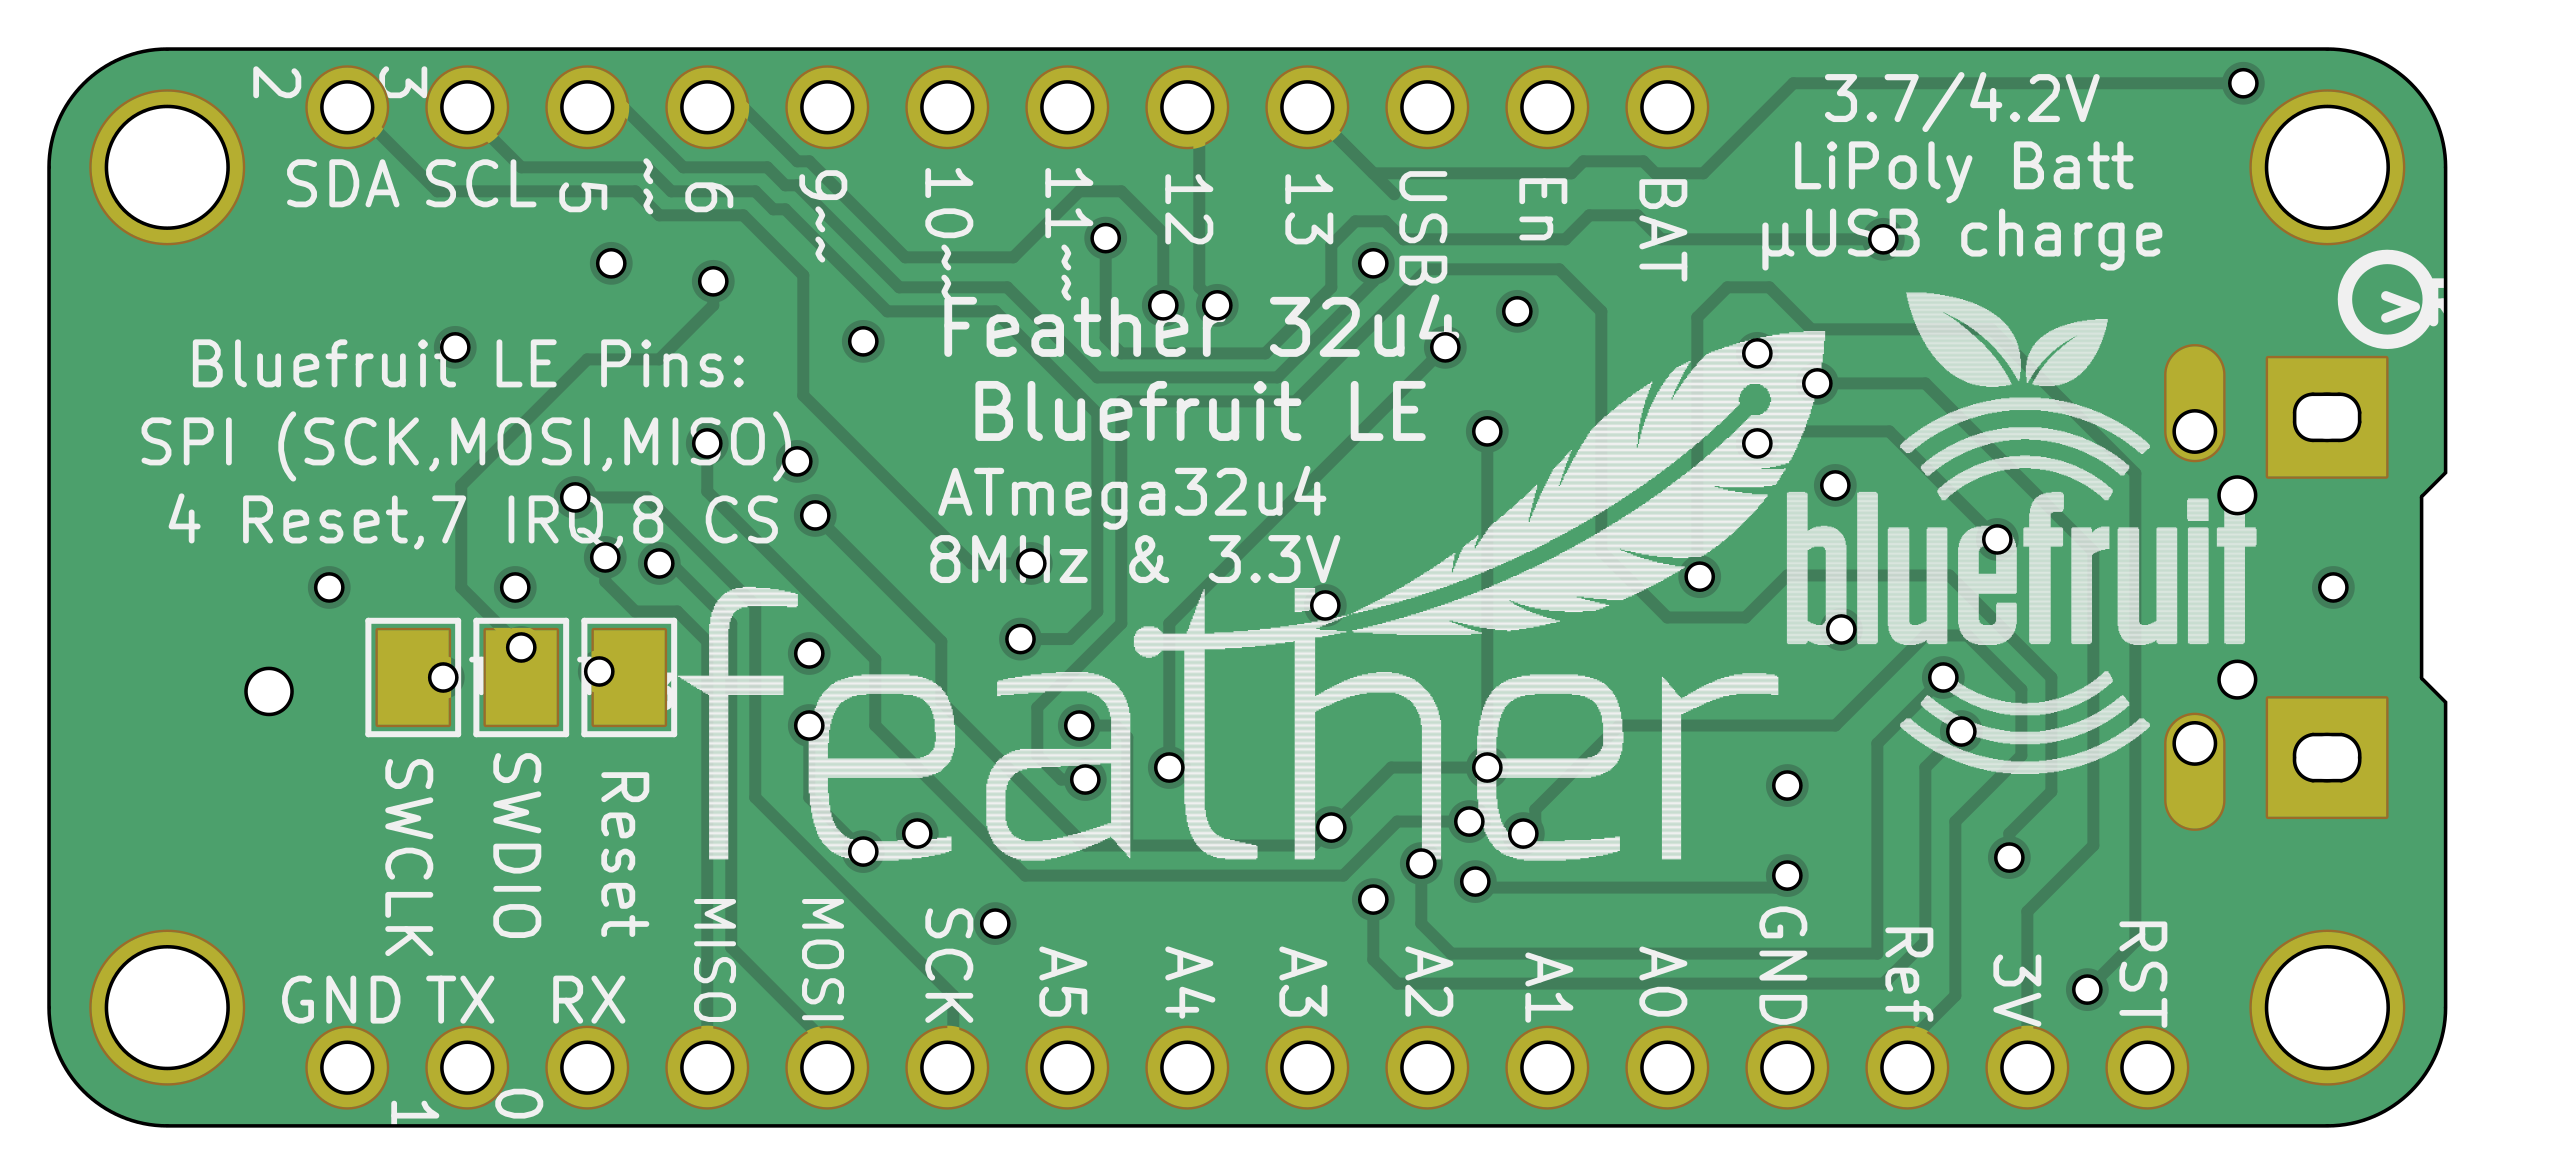 2
3
SDA
SCL
5
6
9
10
11
12
13
USB
En
BAT
3.7/4.2V
LiPoly Batt
µUSB charge
Feather 32u4
Bluefruit LE
ATmega32u4
8MHz & 3.3V
Bluefruit LE Pins:
SPI (SCK,MOSI,MISO)
4 Reset,7 IRQ,8 CS
feather
bluefruit
SWCLK
SWDIO
Reset
GND
TX
RX
MISO
MOSI
SCK
A5
A4
A3
A2
A1
A0
GND
Ref
3V
RST
1
0